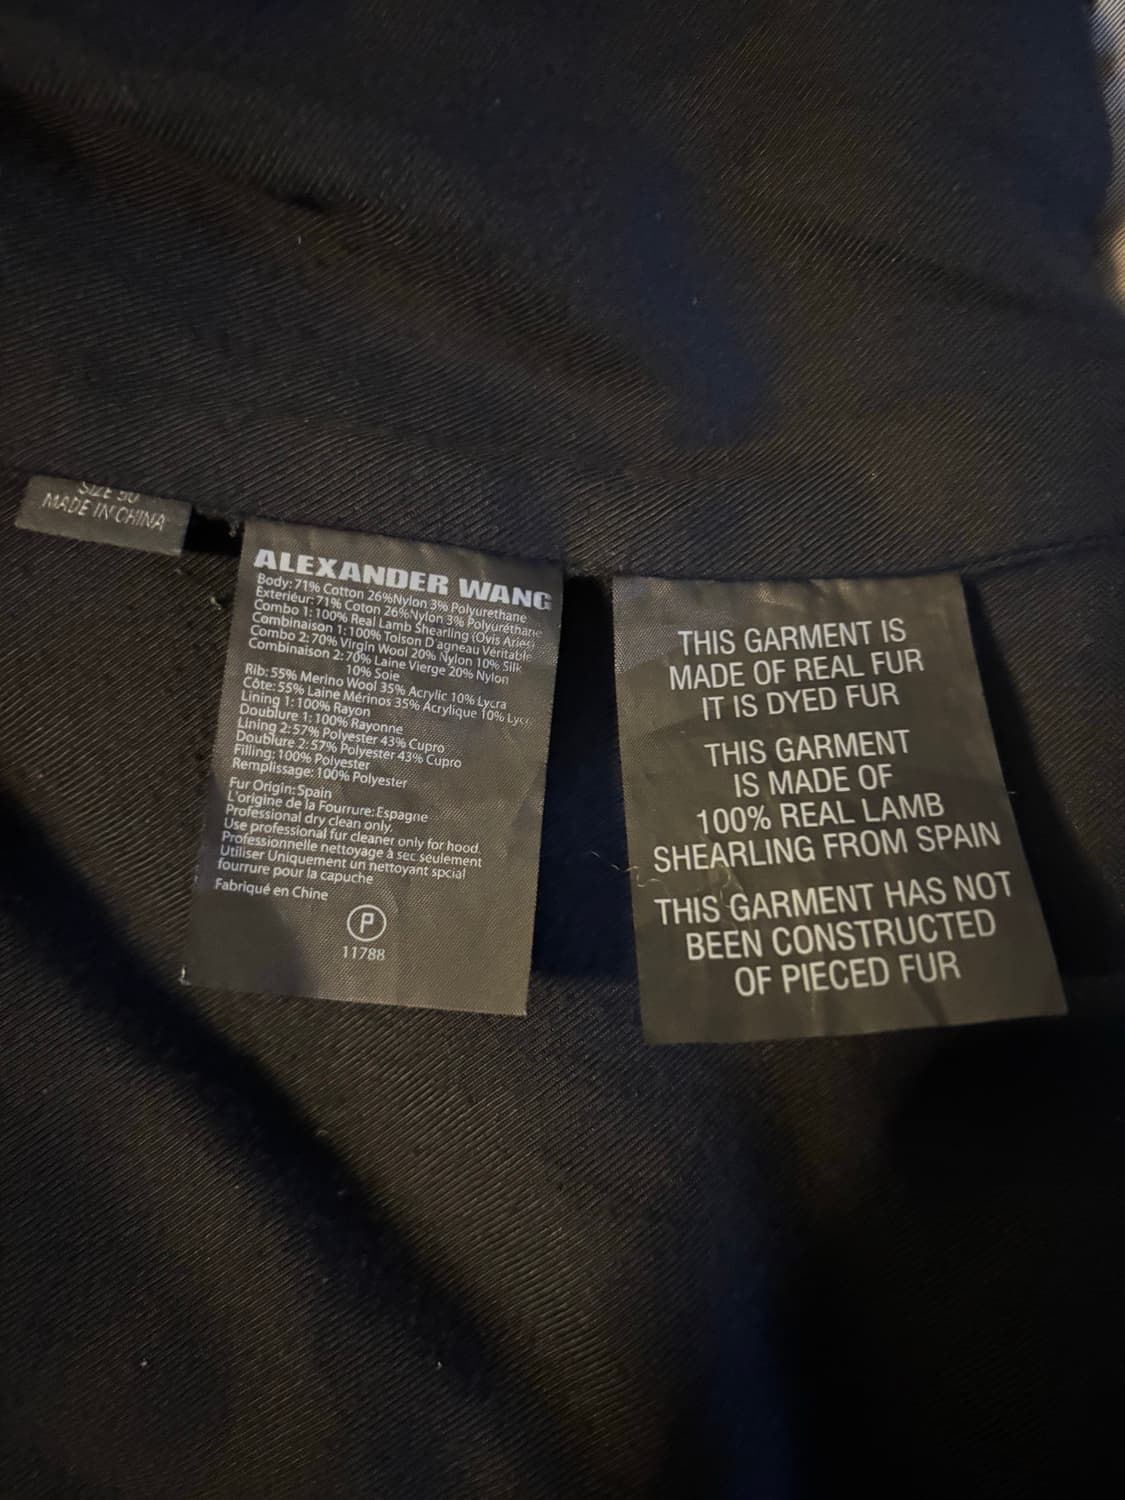 SIZE 50
MADE IN CHINA
ALEXANDER WANG
Body: 71% Cotton 26%Nylon 3% Polyurethane
Exteriéur: 71% Coton 26%Nylon 3% Polyuréthane
Combo 1: 100% Real Lamb Shearling (Ovis Aries)
Combinaison 1: 100% Toison D'agneau Véritable
Combo 2: 70% Virgin Wool 20% Nylon 10% Silk
Combinaison 2: 70% Laine Vierge 20% Nylon
10% Soie
Rib: 55% Merino Wool 35% Acrylic 10% Lycra
Côte: 55% Laine Mérinos 35% Acrylique 10% Lycra
Lining 1: 100% Rayon
Doublure 1: 100% Rayonne
Lining 2: 57% Polyester 43% Cupro
DoubLure 2: 57% Polyester 43% Cupro
Filling: 100% Polyester
Remplissage: 100% Polyester
Fur Origin: Spain
L'origine de la Fourrure: Espagne
Professional dry clean only.
Use professional fur cleaner only for hood.
Professionnelle nettoyage à sec seulement
Utiliser Uniquement un nettoyant spcial
fourrure pour la capuche
Fabriqué en Chine
P
11788
THIS GARMENT IS
MADE OF REAL FUR
IT IS DYED FUR
THIS GARMENT
IS MADE OF
100% REAL LAMB
SHEARLING FROM SPAIN
THIS GARMENT HAS NOT
BEEN CONSTRUCTED
OF PIECED FUR